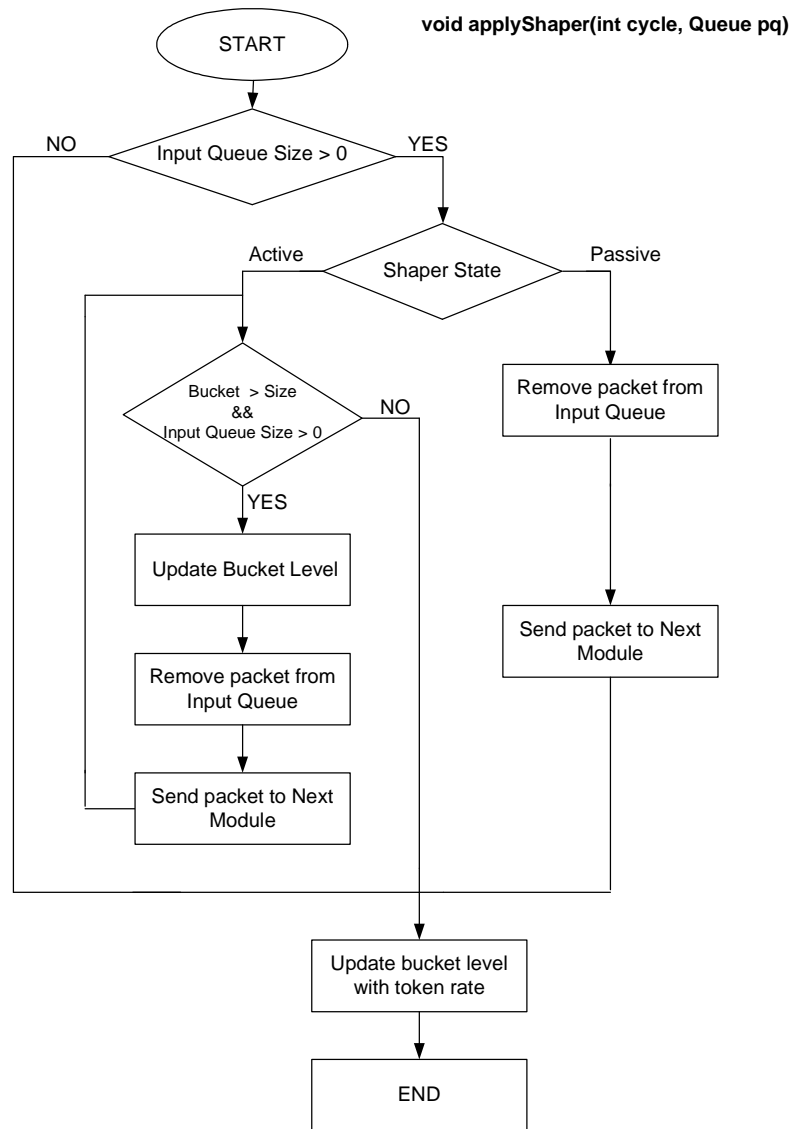 void applyShaper(int cycle, Queue pq)
START
NO
YES
Input Queue Size > 0
Active
Passive
Shaper State
Remove packet from
Input Queue
Bucket > Size
&&
Input Queue Size > 0
NO
YES
Update Bucket Level
Send packet to Next
Module
Remove packet from
Input Queue
Send packet to Next
Module
Update bucket level
with token rate
END